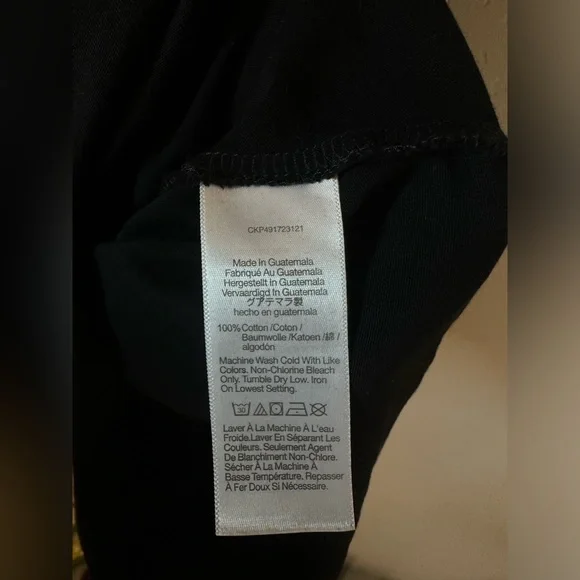 CKP491723121
Made In Guatemala
Fabriqué Au Guatemala
Hergestellt in Guatemala
Vervaardigd In Guatemala
グアテマラ製
hecho en guatemala
100% Cotton /Coton /
Baumwolle /Katoen /綿 /
algodón
Machine Wash Cold With Like
Colors. Non-Chlorine Bleach
Only. Tumble Dry Low. Iron
On Lowest Setting.
30
Laver À La Machine À L'eau
Froide.Laver En Séparant Les
Couleurs. Seulement Agent
De Blanchiment Non-Chlore.
Sécher À La Machine À
Basse Température. Repasser
À Fer Doux Si Nécessaire.